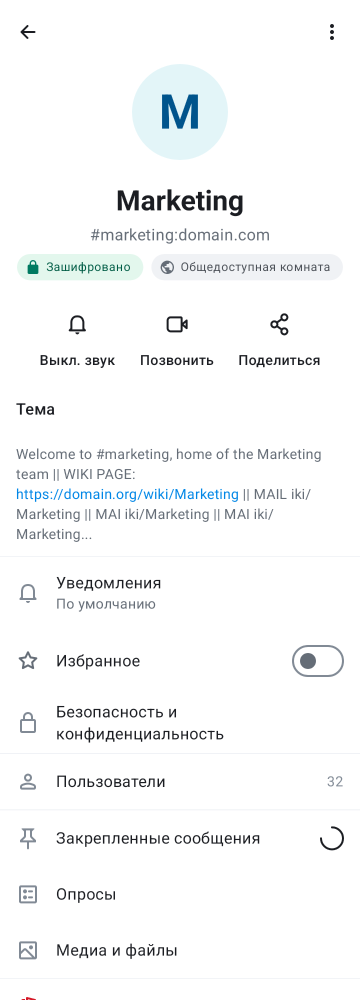 M
Marketing
#marketing:domain.com
Зашифровано
Общедоступная комната
Выкл. звук
Позвонить
Поделиться
Тема
Welcome to #marketing, home of the Marketing
team || WIKI PAGE:
https://domain.org/wiki/Marketing || MAIL iki/
Marketing || MAI iki/Marketing || MAI iki/
Marketing...
Уведомления
По умолчанию
Избранное
Безопасность и
конфиденциальность
Пользователи
32
Закрепленные сообщения
Опросы
Медиа и файлы